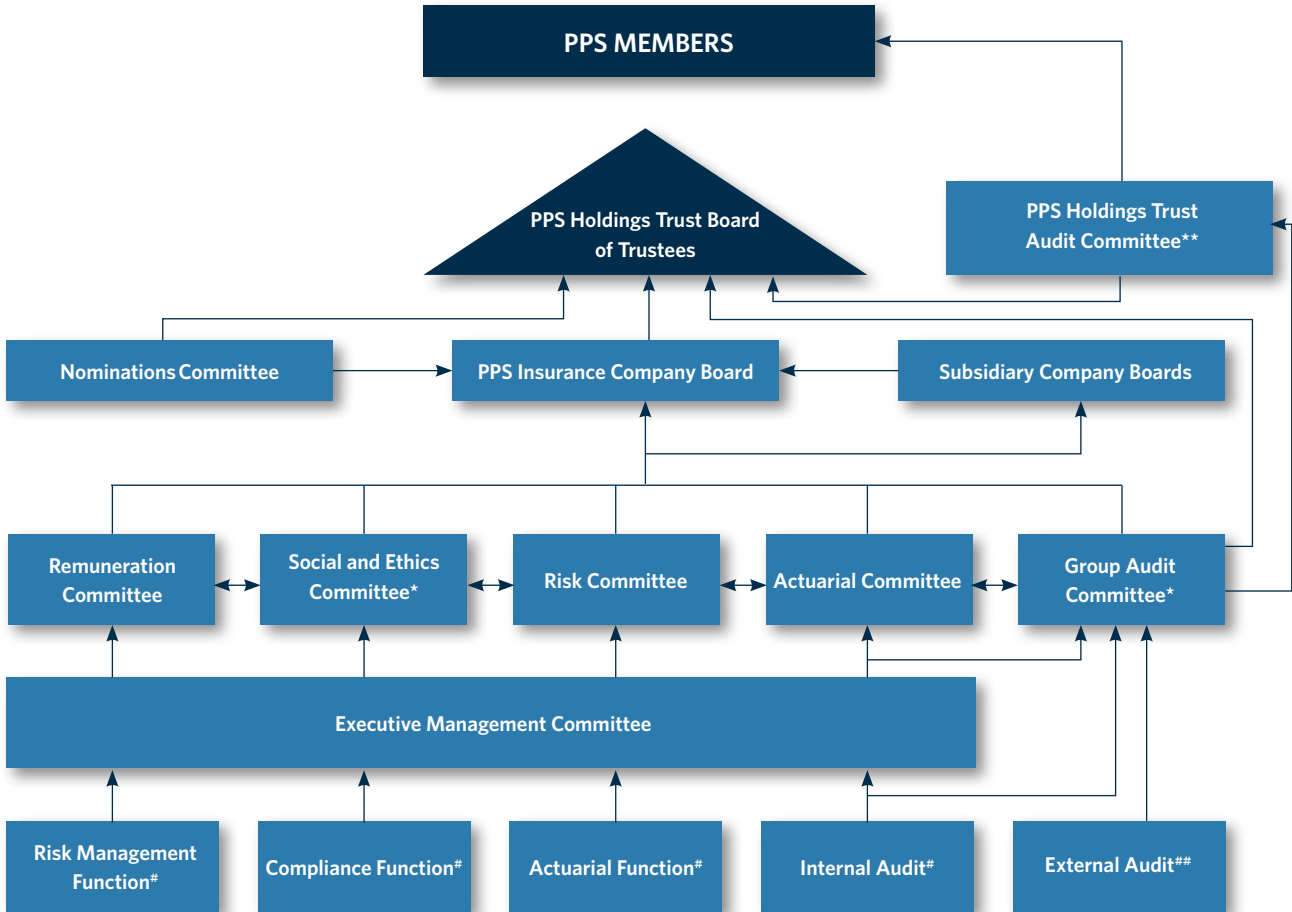 PPS MEMBERS
PPS Holdings Trust Board
of Trustees
PPS Holdings Trust
Audit Committee**
Nominations Committee
PPS Insurance Company Board
Subsidiary Company Boards
Remuneration
Committee
Social and Ethics
Committee*
Risk Committee
Actuarial Committee
Group Audit
Committee*
Executive Management Committee
Risk Management
Function#
Compliance Function#
Actuarial Function#
Internal Audit#
External Audit##